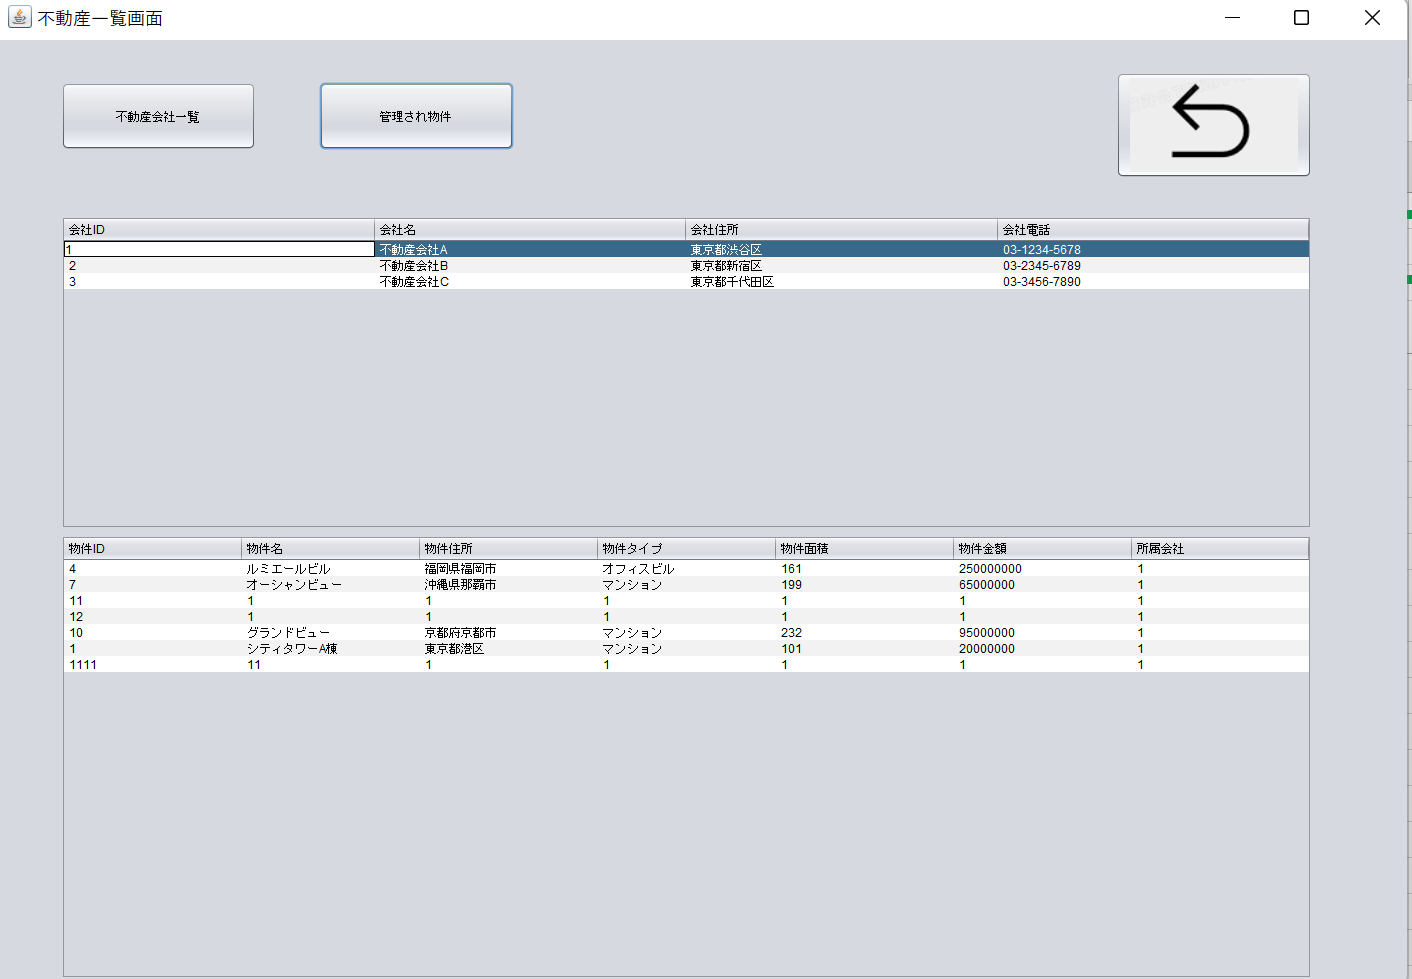 不動産一覧画面
不動産会社一覧 管理され物件
会社ID 会社名 会社住所 会社電話
1 不動産会社A 東京都渋谷区 03-1234-5678
2 不動産会社B 東京都新宿区 03-2345-6789
3 不動産会社C 東京都千代田区 03-3456-7890
物件ID 物件名 物件住所 物件タイプ 物件面積 物件金額 所属会社
4 ルミエールビル 福岡県福岡市 オフィスビル 161 250000000 1
7 オーシャンビュー 沖縄県那覇市 マンション 199 65000000 1
11 1 1 1 1 1 1
12 1 1 1 1 1 1
10 グランドビュー 京都府京都市 マンション 232 95000000 1
1 シティタワーA棟 東京都港区 マンション 101 20000000 1
1111 11 1 1 1 1 1